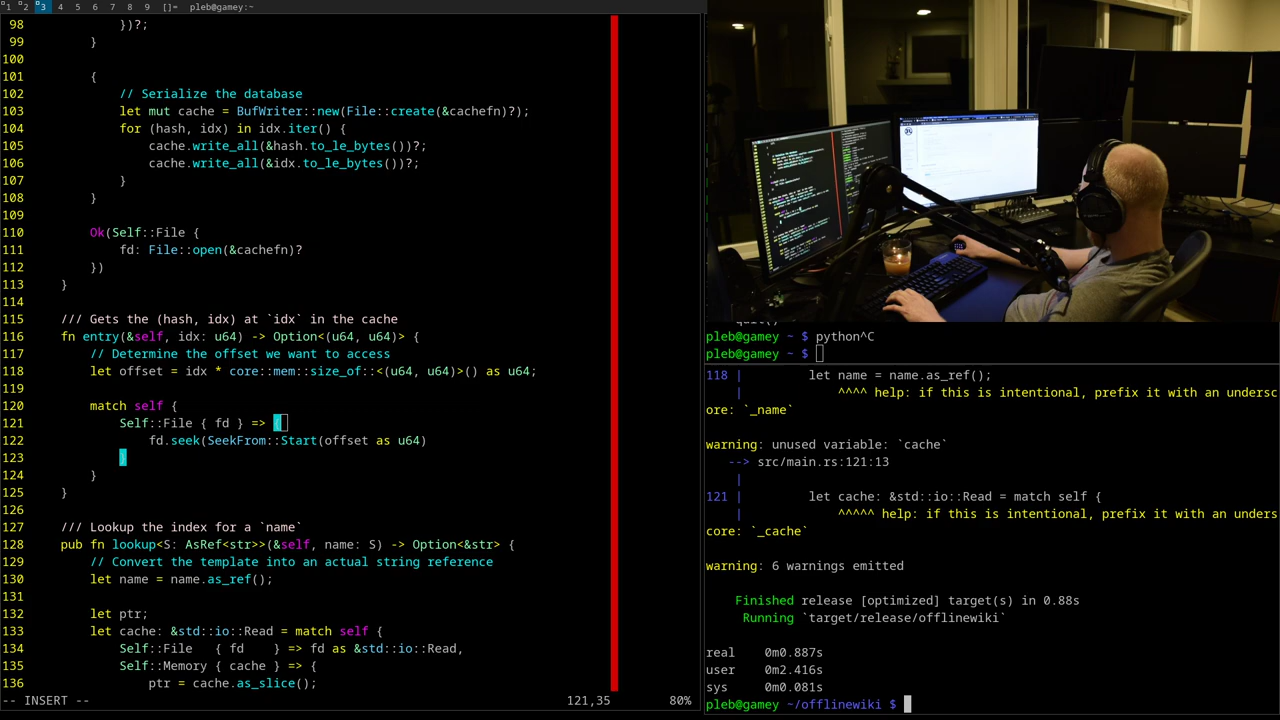 1 2 3 4 5 6 7 8 9 []= pleb@gamey:~
98 })?;
99 }
100
101 {
102 // Serialize the database
103 let mut cache = BufWriter::new(File::create(&cachefn)?);
104 for (hash, idx) in idx.iter() {
105 cache.write_all(&hash.to_le_bytes())?;
106 cache.write_all(&idx.to_le_bytes())?;
107 }
108 }
109
110 Ok(Self::File {
111 fd: File::open(&cachefn)?
112 })
113 }
114
115 /// Gets the (hash, idx) at `idx` in the cache
116 fn entry(&self, idx: u64) -> Option<(u64, u64)> {
117 // Determine the offset we want to access
118 let offset = idx * core::mem::size_of::<(u64, u64)>() as u64;
119
120 match self {
121 Self::File { fd } => {
122 fd.seek(SeekFrom::Start(offset as u64)
123 }
124 }
125 }
126
127 /// Lookup the index for a `name`
128 pub fn lookup<S: AsRef<str>>(&self, name: S) -> Option<&str> {
129 // Convert the template into an actual string reference
130 let name = name.as_ref();
131
132 let ptr;
133 let cache: &std::io::Read = match self {
134 Self::File { fd } => fd as &std::io::Read,
135 Self::Memory { cache } => {
136 ptr = cache.as_slice();
-- INSERT -- 121,35 80%
pleb@gamey ~ $ python^C
pleb@gamey ~ $
118 | let name = name.as_ref();
| ^^^^ help: if this is intentional, prefix it with an undersc
ore: `_name`
warning: unused variable: `cache`
--> src/main.rs:121:13
|
121 | let cache: &std::io::Read = match self {
| ^^^^^ help: if this is intentional, prefix it with an unders
core: `_cache`
warning: 6 warnings emitted
Finished release [optimized] target(s) in 0.88s
Running `target/release/offlinewiki`
real 0m0.887s
user 0m2.416s
sys 0m0.081s
pleb@gamey ~/offlinewiki $